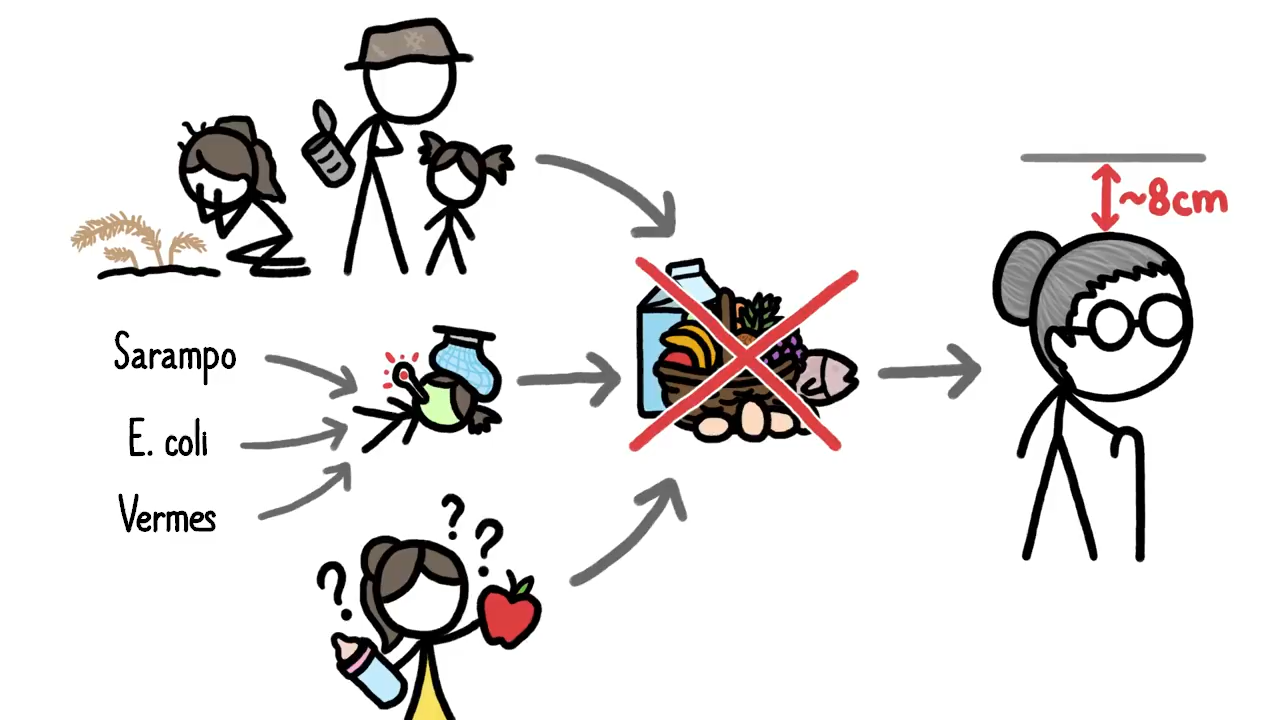 ~8cm
Sarampo
E. coli
Vermes
? ?
?